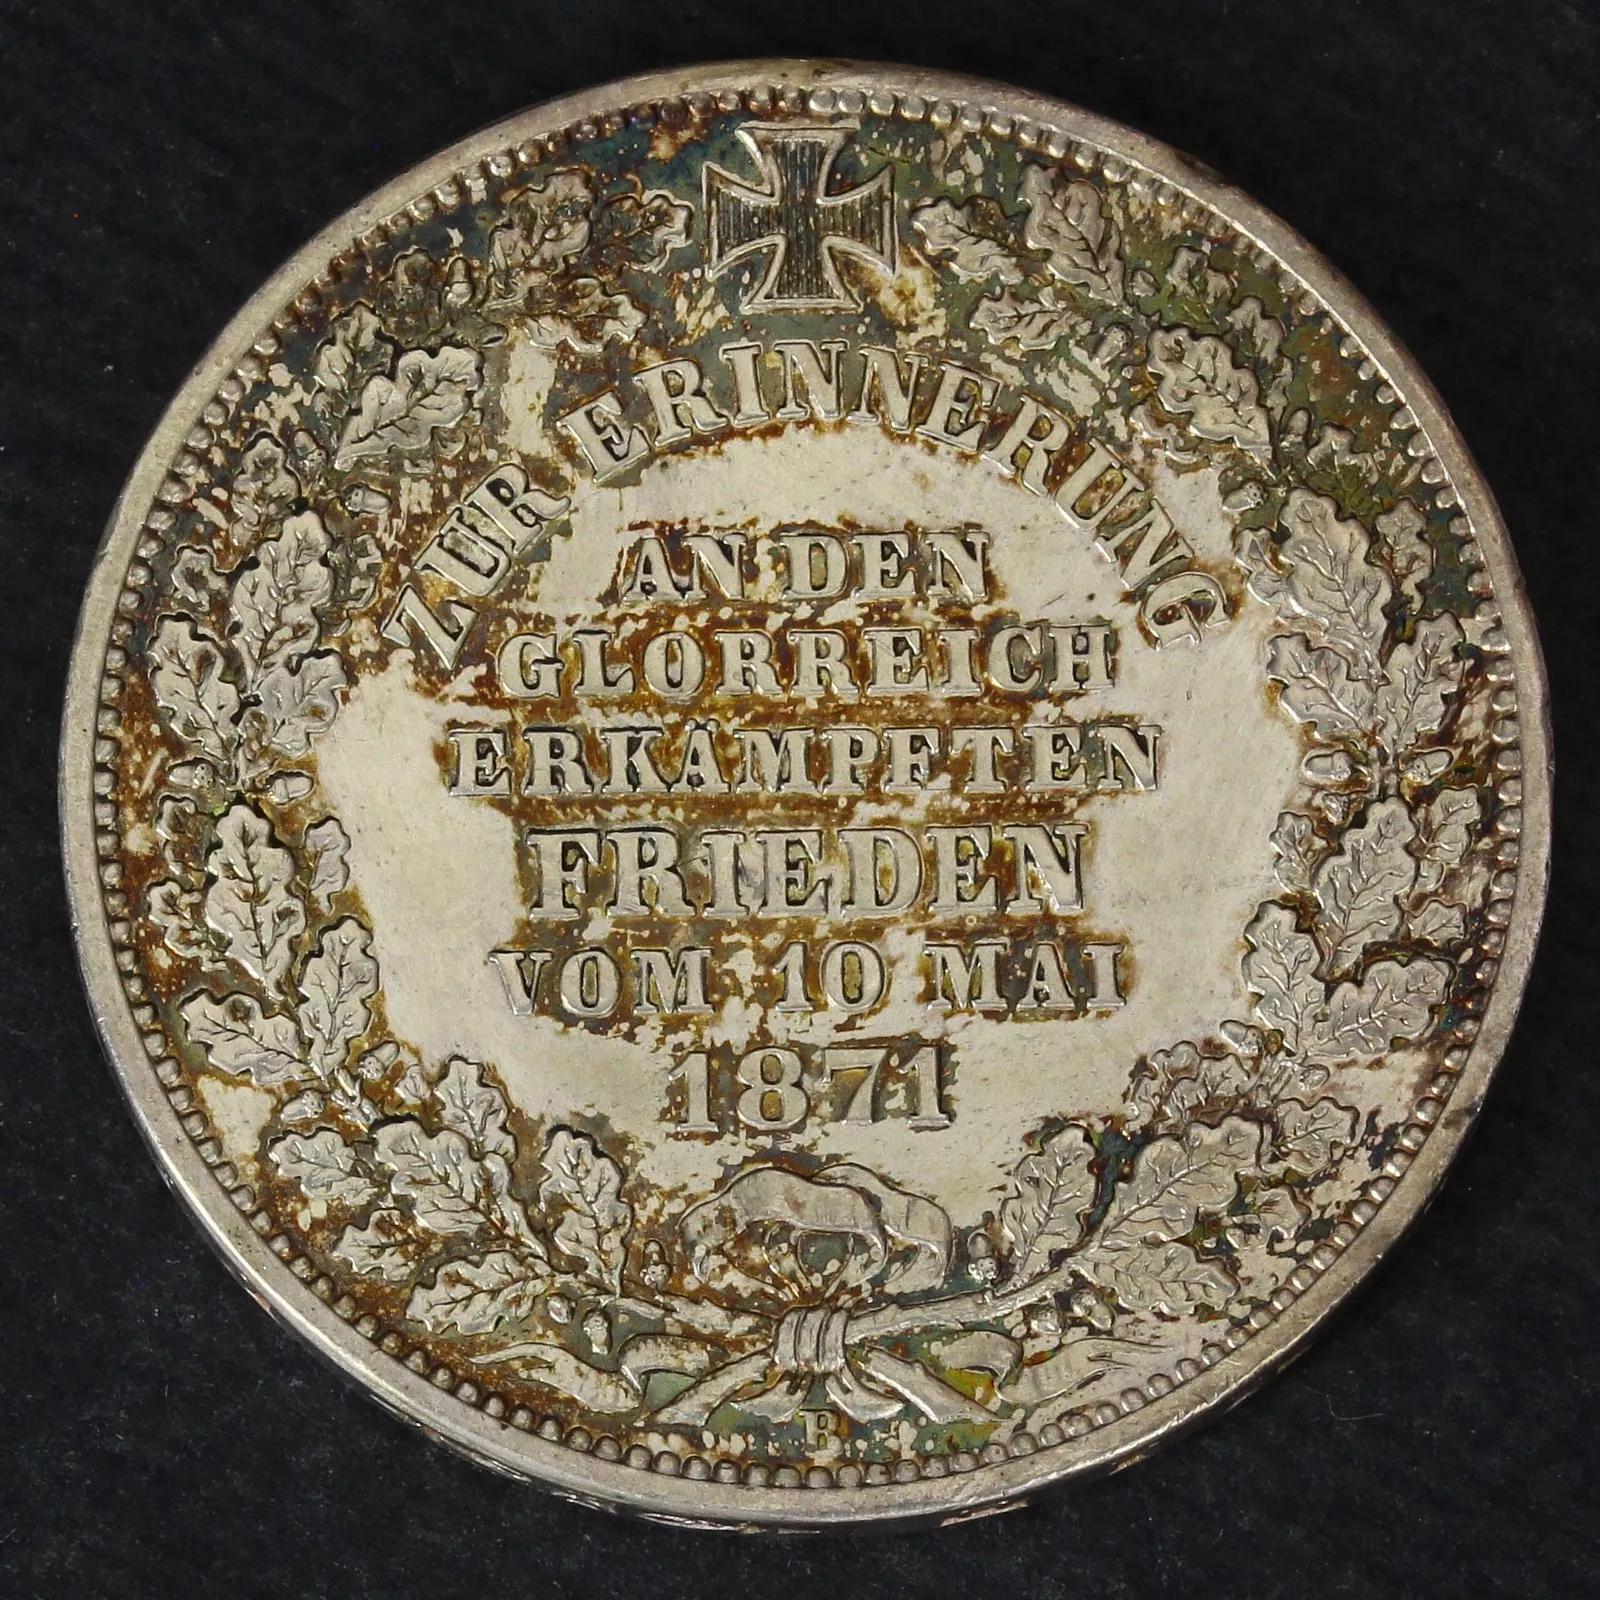 ZUR ERINNERUNG
AN DEN
GLORREICH
ERKÄMPFTEN
FRIEDEN
VOM 10 MAI
1871
B